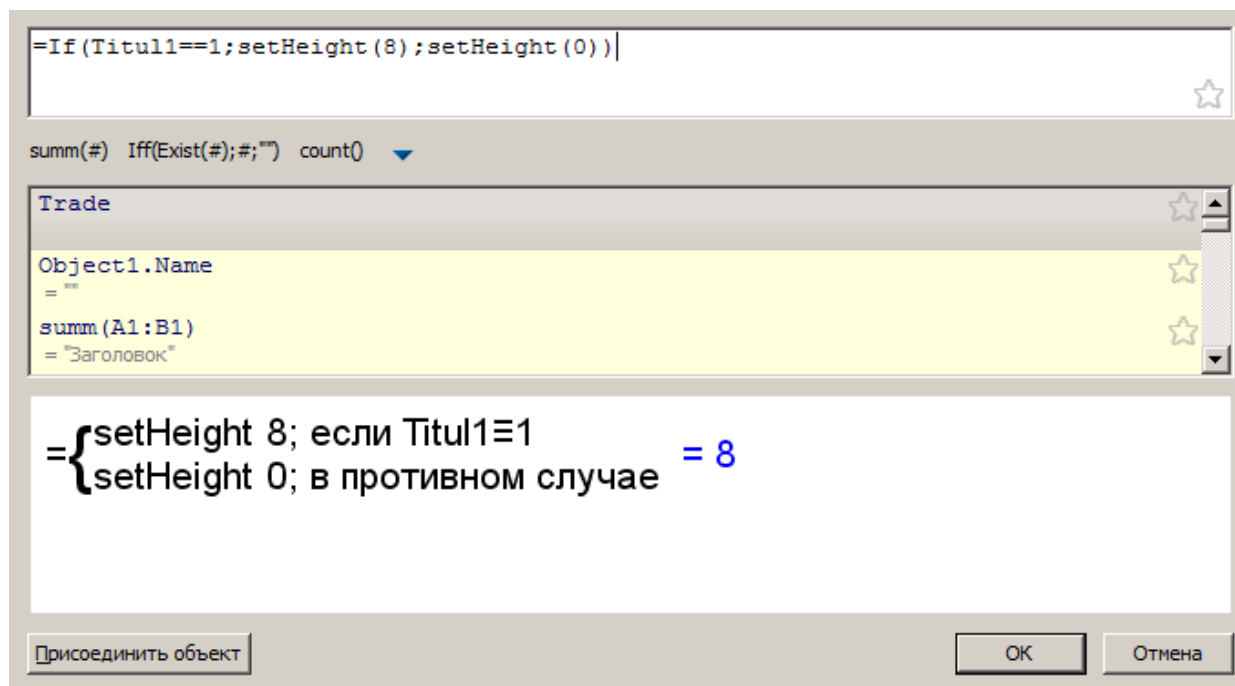 =If(Titul1==1;setHeight(8);setHeight(0))
summ(#) Iff(Exist(#);#;"") count()
Trade
Object1.Name
= ""
summ(A1:B1)
= "Заголовок"
setHeight 8; если Titul1≡1
={ = 8
setHeight 0; в противном случае
Присоединить объект OK Отмена